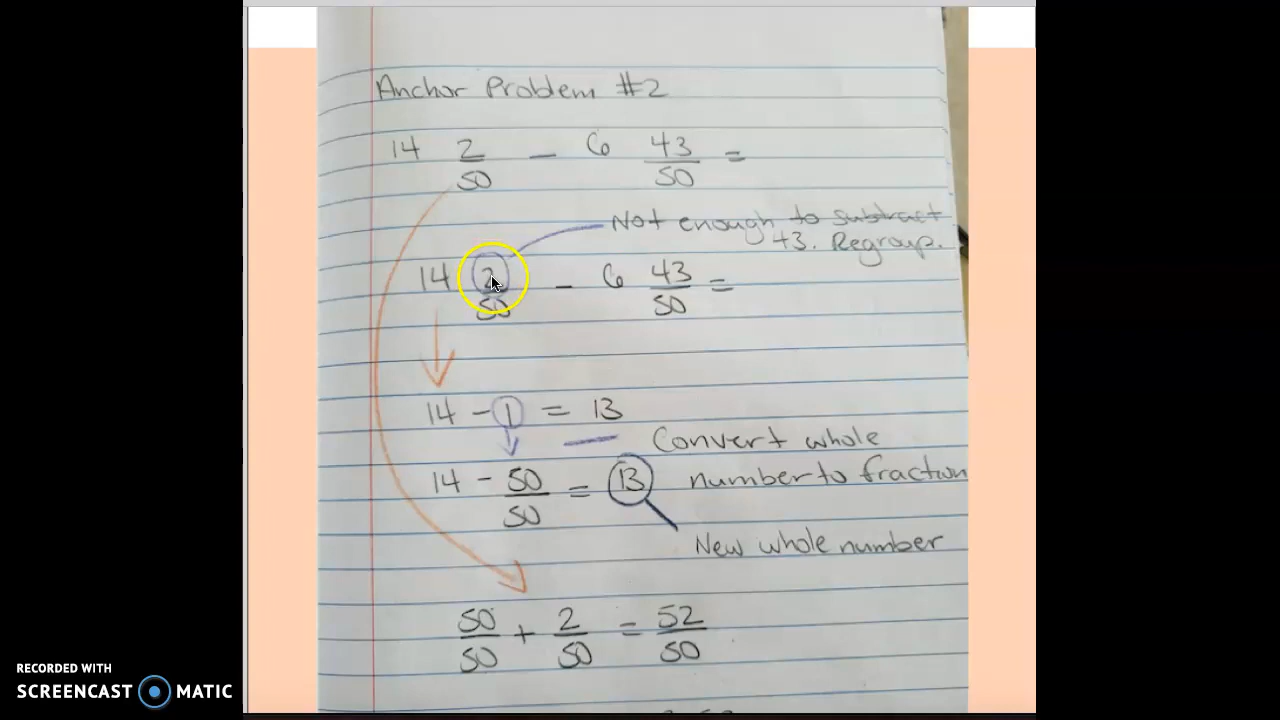 Anchor Problem #2
14 2/50 - 6 43/50 =
Not enough to subtract
43. Regroup.
14 2/50 - 6 43/50 =
14 - 1 = 13
Convert whole
14 - 50/50 = 13 number to fraction
New whole number
50/50 + 2/50 = 52/50
RECORDED WITH
SCREENCAST MATIC